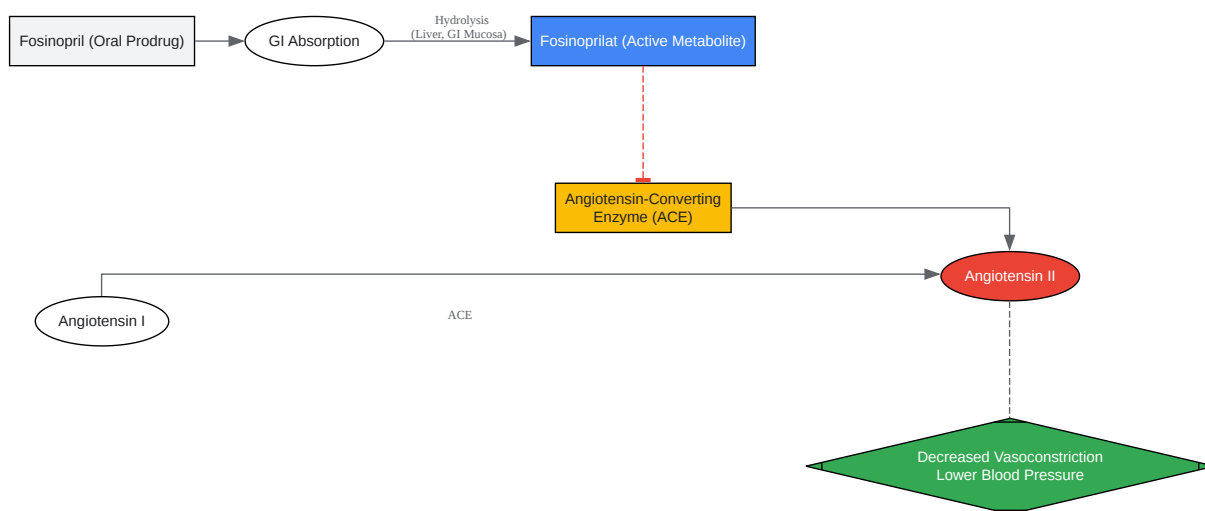 Fosinopril (Oral Prodrug)
GI Absorption
Hydrolysis
(Liver, GI Mucosa)
Fosinoprilat (Active Metabolite)
Angiotensin-Converting
Enzyme (ACE)
Angiotensin II
Angiotensin I
ACE
Decreased Vasoconstriction
Lower Blood Pressure